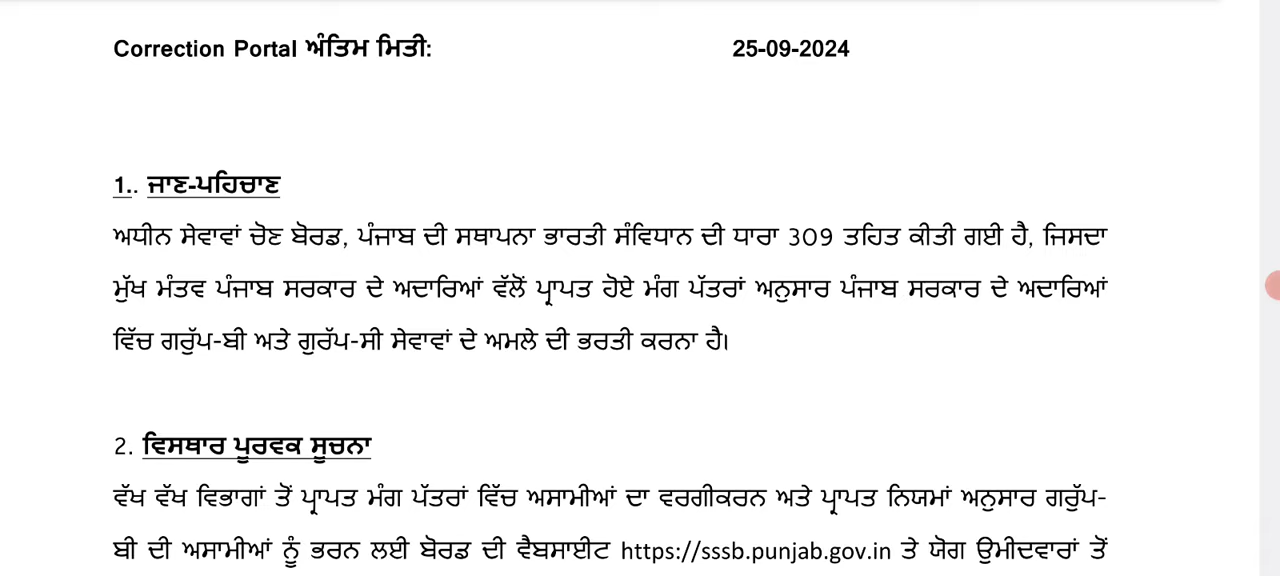 Correction Portal ਅੰਤਿਮ ਮਿਤੀ: 25-09-2024
1.. ਜਾਣ-ਪਹਿਚਾਣ
ਅਧੀਨ ਸੇਵਾਵਾਂ ਚੋਣ ਬੋਰਡ, ਪੰਜਾਬ ਦੀ ਸਥਾਪਨਾ ਭਾਰਤੀ ਸੰਵਿਧਾਨ ਦੀ ਧਾਰਾ 309 ਤਹਿਤ ਕੀਤੀ ਗਈ ਹੈ, ਜਿਸਦਾ
ਮੁੱਖ ਮੰਤਵ ਪੰਜਾਬ ਸਰਕਾਰ ਦੇ ਅਦਾਰਿਆਂ ਵੱਲੋਂ ਪ੍ਰਾਪਤ ਹੋਏ ਮੰਗ ਪੱਤਰਾਂ ਅਨੁਸਾਰ ਪੰਜਾਬ ਸਰਕਾਰ ਦੇ ਅਦਾਰਿਆਂ
ਵਿੱਚ ਗਰੁੱਪ-ਬੀ ਅਤੇ ਗੁਰੱਪ-ਸੀ ਸੇਵਾਵਾਂ ਦੇ ਅਮਲੇ ਦੀ ਭਰਤੀ ਕਰਨਾ ਹੈ।
2. ਵਿਸਥਾਰ ਪੂਰਵਕ ਸੂਚਨਾ
ਵੱਖ ਵੱਖ ਵਿਭਾਗਾਂ ਤੋਂ ਪ੍ਰਾਪਤ ਮੰਗ ਪੱਤਰਾਂ ਵਿੱਚ ਅਸਾਮੀਆਂ ਦਾ ਵਰਗੀਕਰਨ ਅਤੇ ਪ੍ਰਾਪਤ ਨਿਯਮਾਂ ਅਨੁਸਾਰ ਗਰੁੱਪ-
ਬੀ ਦੀ ਅਸਾਮੀਆਂ ਨੂੰ ਭਰਨ ਲਈ ਬੋਰਡ ਦੀ ਵੈਬਸਾਈਟ https://sssb.punjab.gov.in ਤੇ ਯੋਗ ਉਮੀਦਵਾਰਾਂ ਤੋਂ